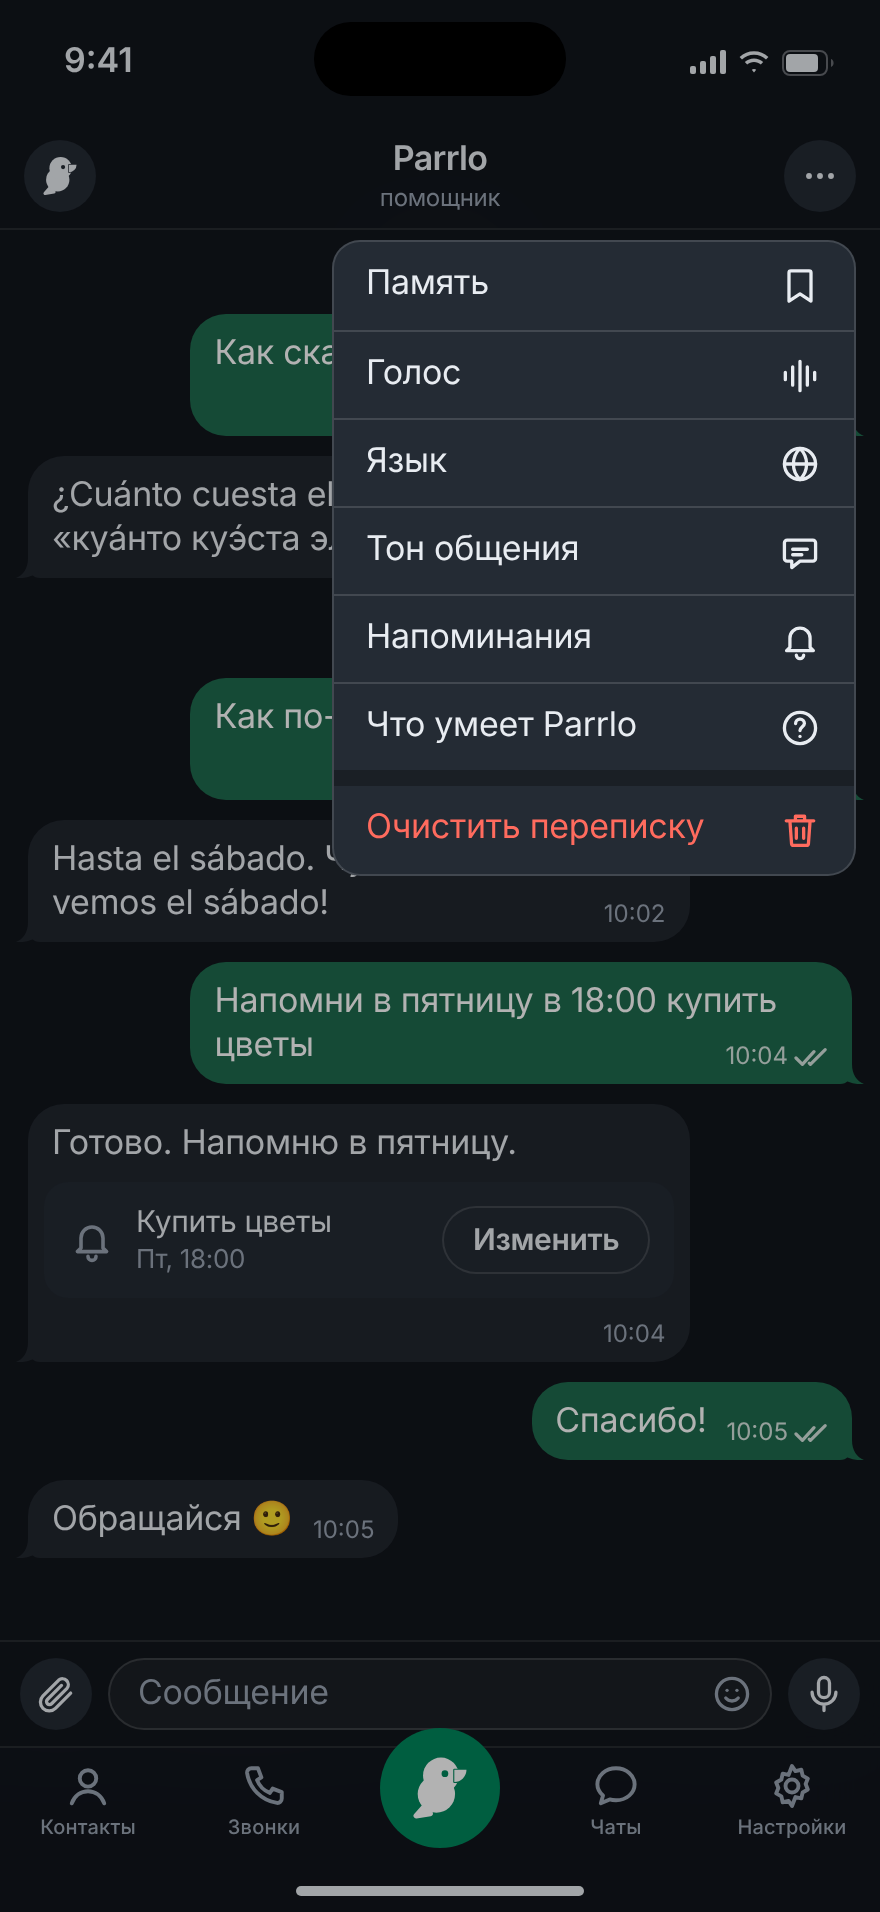 9:41
Parrlo
помощник
Память
Голос
Язык
Тон общения
Напоминания
Что умеет Parrlo
Очистить переписку
Как
¿Cuánto cuesta el
«куа́нто куэ́ста
Как по-
Hasta el sábado.
vemos el sábado!
10:02
Напомни в пятницу в 18:00 купить
цветы
10:04
Готово. Напомню в пятницу.
Купить цветы
Пт, 18:00
Изменить
10:04
Спасибо! 10:05
Обращайся 🙂 10:05
Сообщение
Контакты
Звонки
Чаты
Настройки